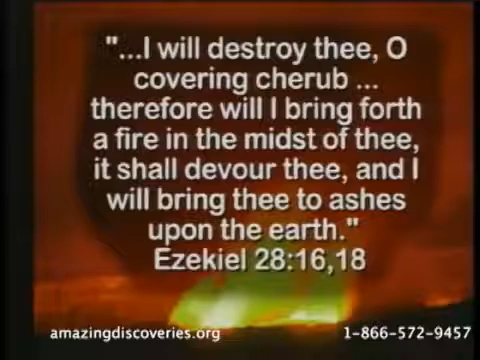 "...I will destroy thee, O
covering cherub ...
therefore will I bring forth
a fire in the midst of thee,
it shall devour thee, and I
will bring thee to ashes
upon the earth."
Ezekiel 28:16,18
amazingdiscoveries.org
1-866-572-9457